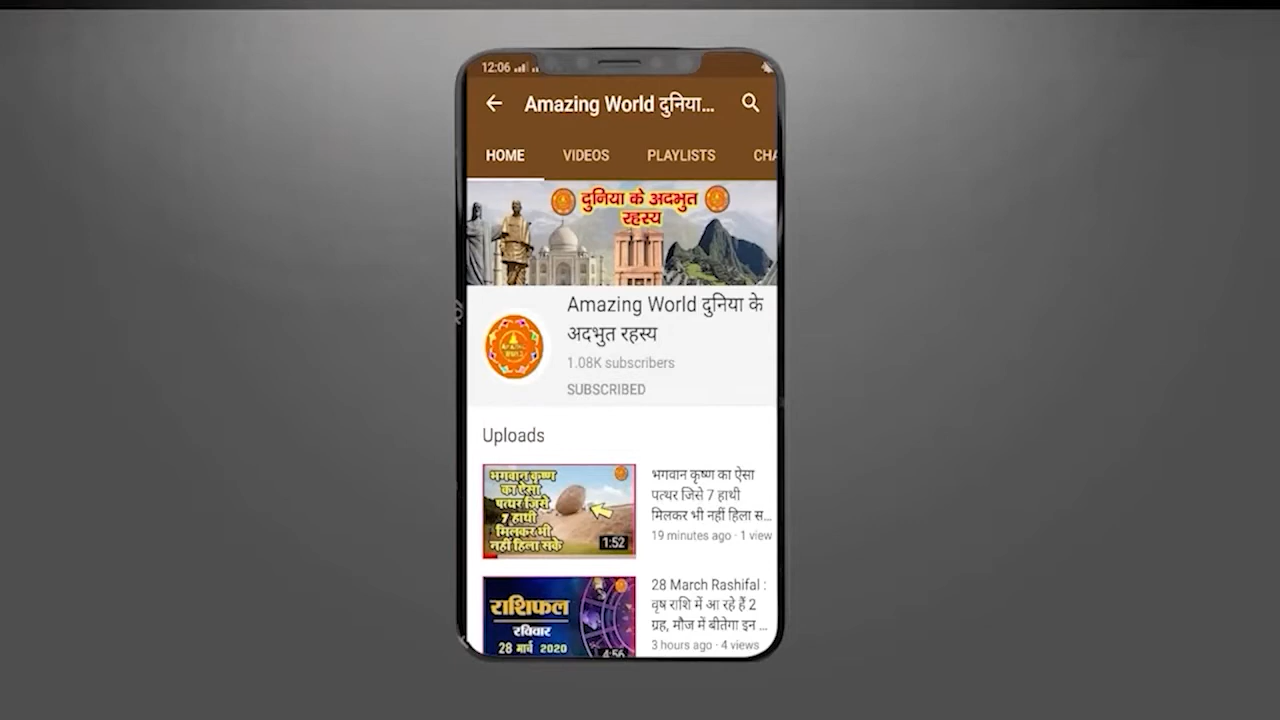 12:06
Amazing World दुनिया...
HOME VIDEOS PLAYLISTS CHA
दुनिया के अदभुत
रहस्य
Amazing World दुनिया के
अदभुत रहस्य
1.08K subscribers
SUBSCRIBED
Uploads
भगवान कृष्ण
का ऐसा
पत्थर जिसे
7 हाथी
मिलकर भी
नहीं हिला सके
1:52
भगवान कृष्ण का ऐसा
पत्थर जिसे 7 हाथी
मिलकर भी नहीं हिला स...
19 minutes ago · 1 view
राशिफल
रविवार
28 मार्च 2020
4:56
28 March Rashifal :
वृष राशि में आ रहे हैं 2
ग्रह, मौज में बीतेगा इन ...
3 hours ago · 4 views